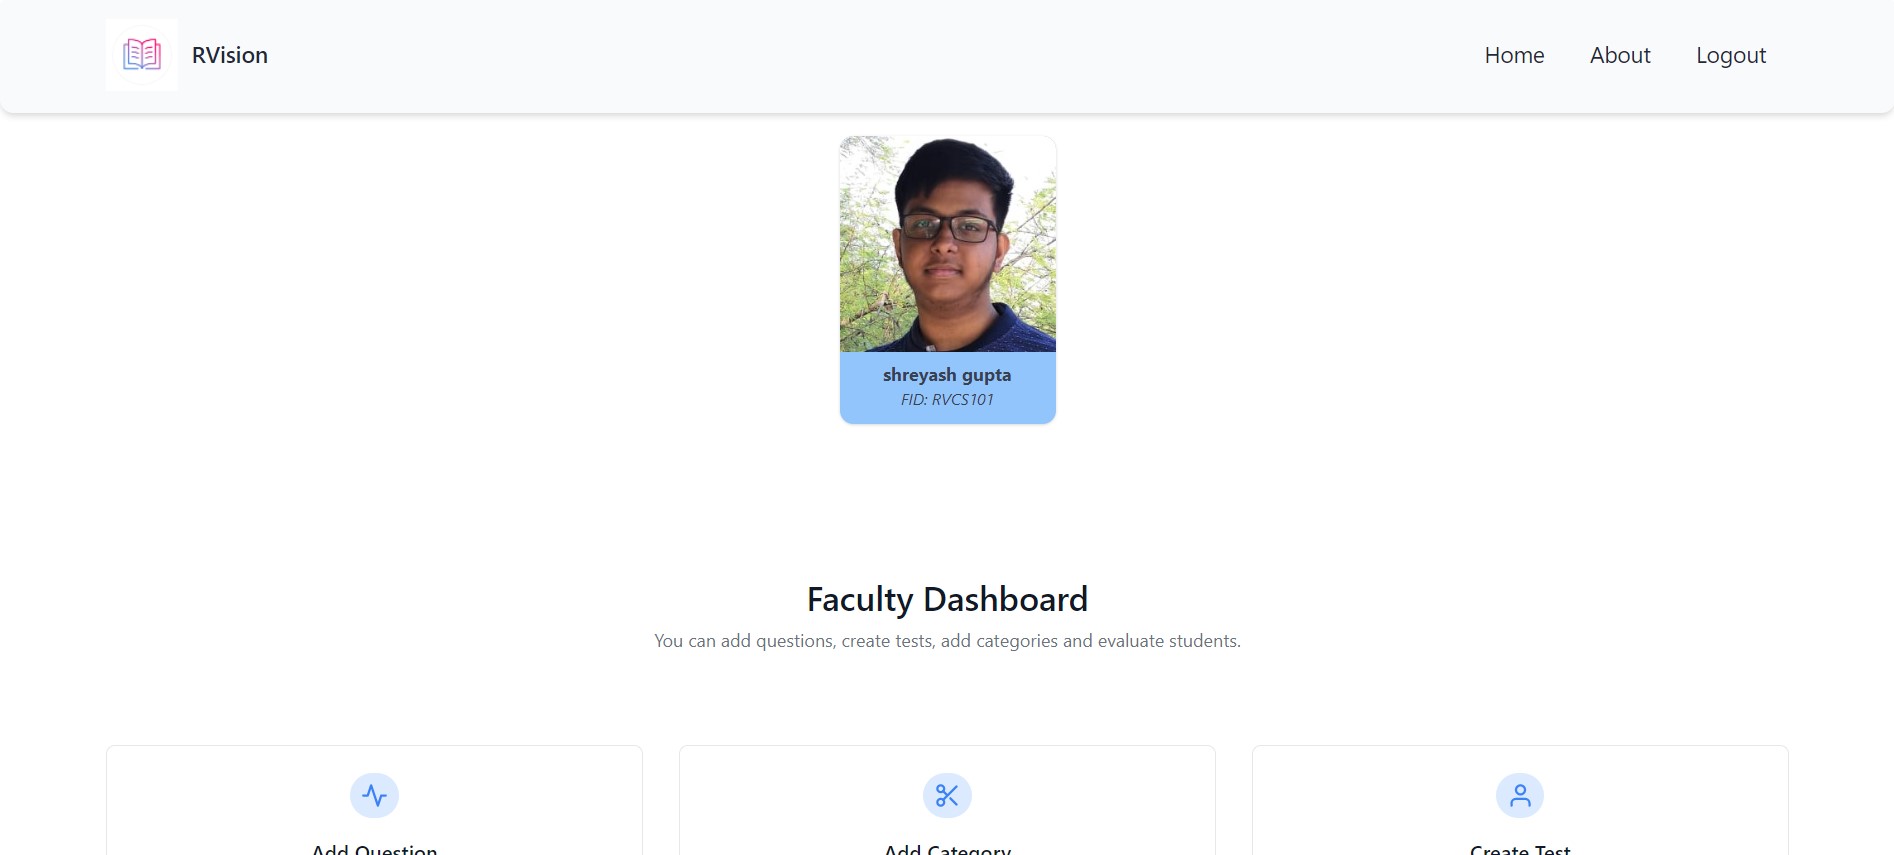 RVision
Home About Logout
shreyash gupta
FID: RVCS101
Faculty Dashboard
You can add questions, create tests, add categories and evaluate students.
Add Question Add Category Create Test